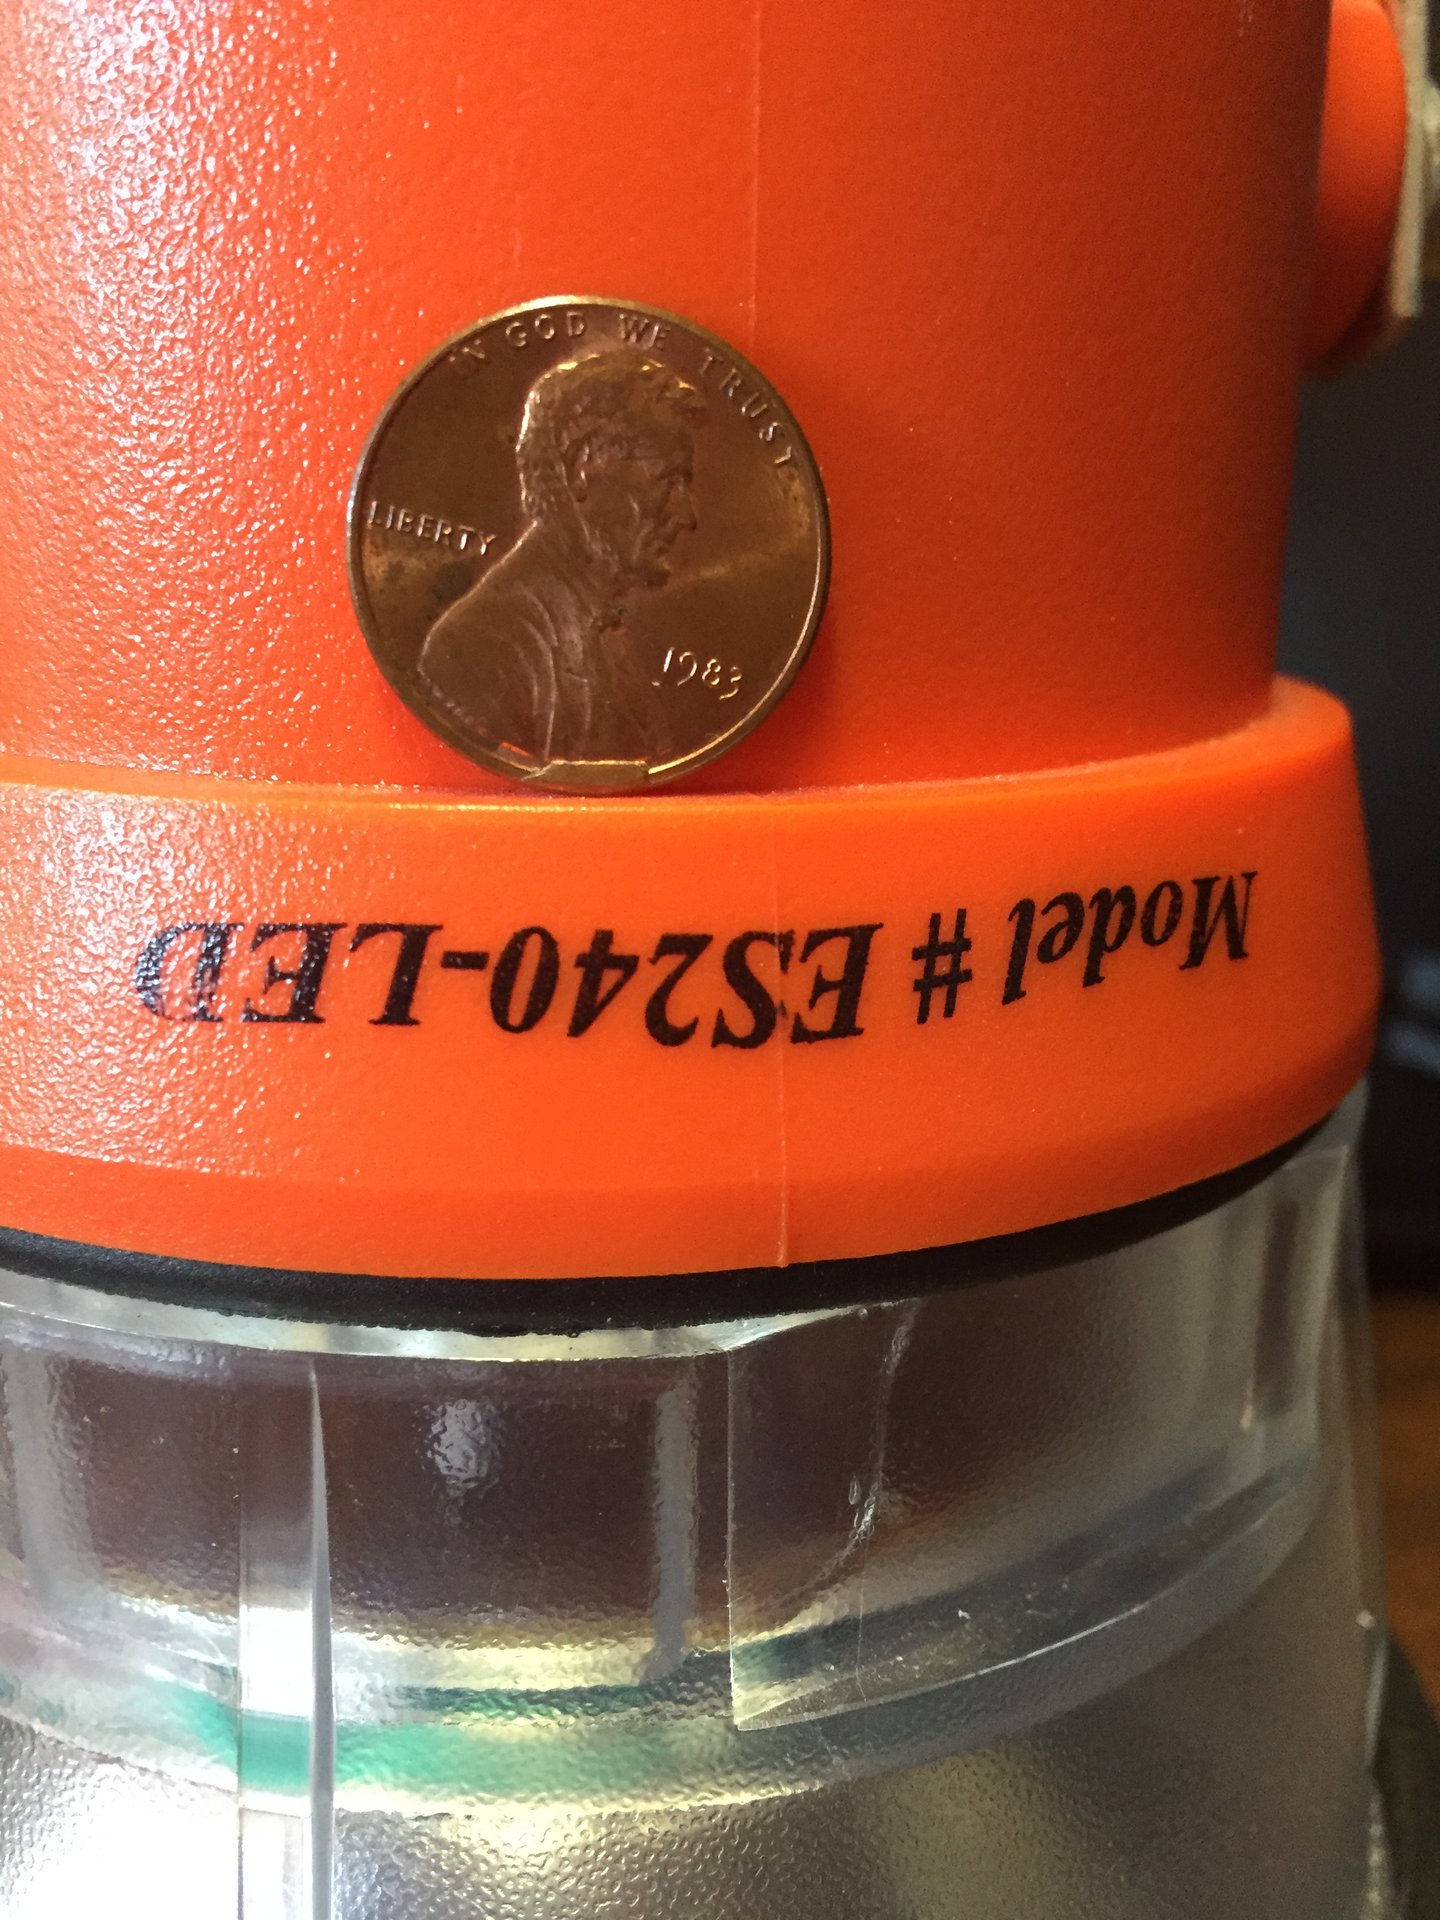 IN GOD WE TRUST
LIBERTY
1983
Model # ES240-LED